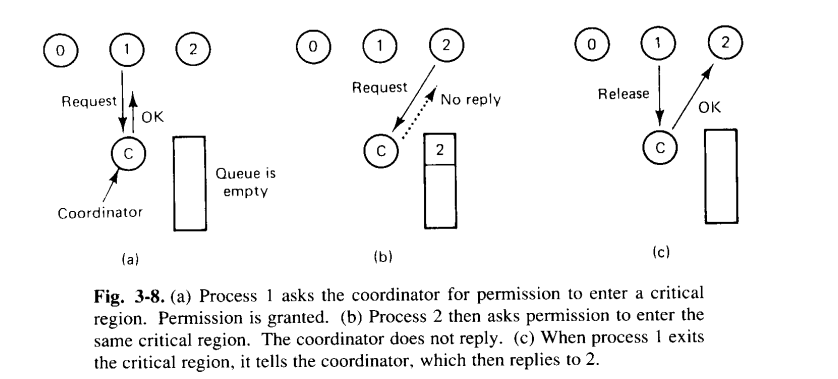 0 1 2
Request
OK
C
Queue is
empty
Coordinator
(a)
0 1 2
Request
No reply
C
2
(b)
0 1 2
Release
OK
C
(c)
Fig. 3-8. (a) Process 1 asks the coordinator for permission to enter a critical
region. Permission is granted. (b) Process 2 then asks permission to enter the
same critical region. The coordinator does not reply. (c) When process 1 exits
the critical region, it tells the coordinator, which then replies to 2.